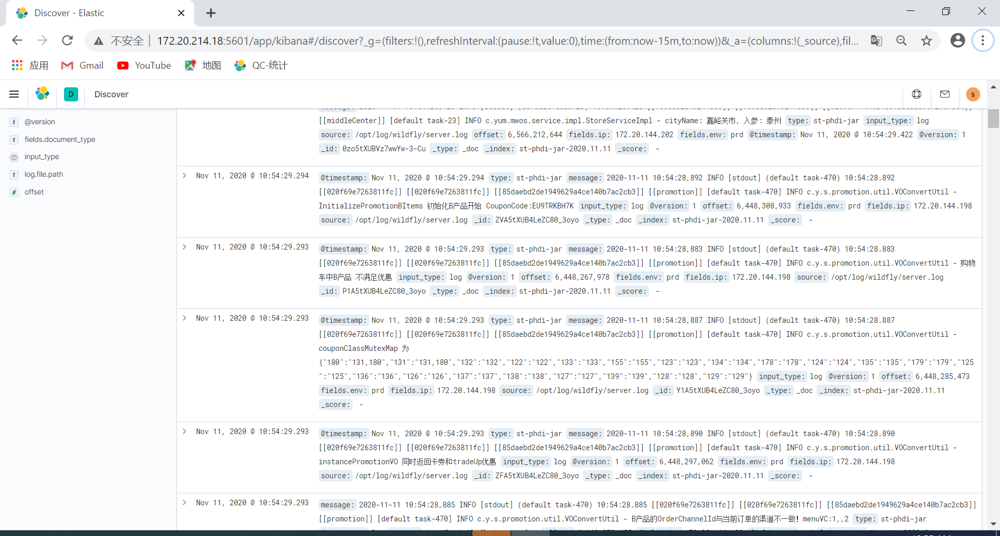 Discover - Elastic
不安全
172.20.214.18:5601/app/kibana#/discover?_g=(filters:!(),refreshInterval:(pause:!t,value:0),time:(from:now-15m,to:now))&_a=(columns:!(_source),fil...
应用
Gmail
YouTube
地图
QC-统计
D
Discover
s
t @version
t fields.document_type
? input_type
t log.file.path
# offset
[[middleCenter]] [default task-23] INFO c.yum.mwos.service.impl.StoreServiceImpl - cityName: 嘉峪关市, 入参: 泰州 type: st-phdi-jar input_type: log
source: /opt/log/wildfly/server.log offset: 6,566,212,644 fields.ip: 172.20.144.202 fields.env: prd @timestamp: Nov 11, 2020 @ 10:54:29.422 @version: 1
_id: 0zo5tXUBVz7wwYw-3-Cu _type: _doc _index: st-phdi-jar-2020.11.11 _score: -
Nov 11, 2020 @ 10:54:29.294
@timestamp: Nov 11, 2020 @ 10:54:29.294 type: st-phdi-jar message: 2020-11-11 10:54:28,892 INFO [stdout] (default task-470) 10:54:28.892
[[020f69e7263811fc]] [[020f69e7263811fc]] [[85daebd2de1949629a4ce140b7ac2cb3]] [[promotion]] [default task-470] INFO c.y.s.promotion.util.VOConvertUtil -
InitializePromotionBItems 初始化B产品开始 CouponCode:EU9TRKBH7K input_type: log @version: 1 offset: 6,448,308,933 fields.env: prd fields.ip: 172.20.144.198
source: /opt/log/wildfly/server.log _id: ZVA5tXUB4LeZC80_3oyo _type: _doc _index: st-phdi-jar-2020.11.11 _score: -
Nov 11, 2020 @ 10:54:29.293
@timestamp: Nov 11, 2020 @ 10:54:29.293 type: st-phdi-jar message: 2020-11-11 10:54:28,883 INFO [stdout] (default task-470) 10:54:28.883
[[020f69e7263811fc]] [[020f69e7263811fc]] [[85daebd2de1949629a4ce140b7ac2cb3]] [[promotion]] [default task-470] INFO c.y.s.promotion.util.VOConvertUtil - 购物
车中B产品 不满足优惠 input_type: log @version: 1 offset: 6,448,267,978 fields.env: prd fields.ip: 172.20.144.198 source: /opt/log/wildfly/server.log
_id: P1A5tXUB4LeZC80_3oyo _type: _doc _index: st-phdi-jar-2020.11.11 _score: -
Nov 11, 2020 @ 10:54:29.293
@timestamp: Nov 11, 2020 @ 10:54:29.293 type: st-phdi-jar message: 2020-11-11 10:54:28,887 INFO [stdout] (default task-470) 10:54:28.887
[[020f69e7263811fc]] [[020f69e7263811fc]] [[85daebd2de1949629a4ce140b7ac2cb3]] [[promotion]] [default task-470] INFO c.y.s.promotion.util.VOConvertUtil -
couponClassMutexMap 为
{"180":"131,180","131":"131,180","132":"132","122":"122","133":"133","155":"155","123":"123","134":"134","178":"178","124":"124","135":"135","179":"179","125
":"125","136":"136","126":"126","137":"137","138":"138","127":"127","139":"139","128":"128","129":"129"} input_type: log @version: 1 offset: 6,448,285,473
fields.env: prd fields.ip: 172.20.144.198 source: /opt/log/wildfly/server.log _id: Y1A5tXUB4LeZC80_3oyo _type: _doc _index: st-phdi-jar-2020.11.11
_score: -
Nov 11, 2020 @ 10:54:29.293
@timestamp: Nov 11, 2020 @ 10:54:29.293 type: st-phdi-jar message: 2020-11-11 10:54:28,890 INFO [stdout] (default task-470) 10:54:28.890
[[020f69e7263811fc]] [[020f69e7263811fc]] [[85daebd2de1949629a4ce140b7ac2cb3]] [[promotion]] [default task-470] INFO c.y.s.promotion.util.VOConvertUtil -
instancePromotionVO 同时返回卡券和tradeUp优惠 input_type: log @version: 1 offset: 6,448,297,062 fields.env: prd fields.ip: 172.20.144.198
source: /opt/log/wildfly/server.log _id: ZFA5tXUB4LeZC80_3oyo _type: _doc _index: st-phdi-jar-2020.11.11 _score: -
Nov 11, 2020 @ 10:54:29.293
message: 2020-11-11 10:54:28,885 INFO [stdout] (default task-470) 10:54:28.885 [[020f69e7263811fc]] [[020f69e7263811fc]] [[85daebd2de1949629a4ce140b7ac2cb3]]
[[promotion]] [default task-470] INFO c.y.s.promotion.util.VOConvertUtil - B产品的OrderChannelId与当前订单的渠道不一致! menuVC:1,,2 type: st-phdi-jar